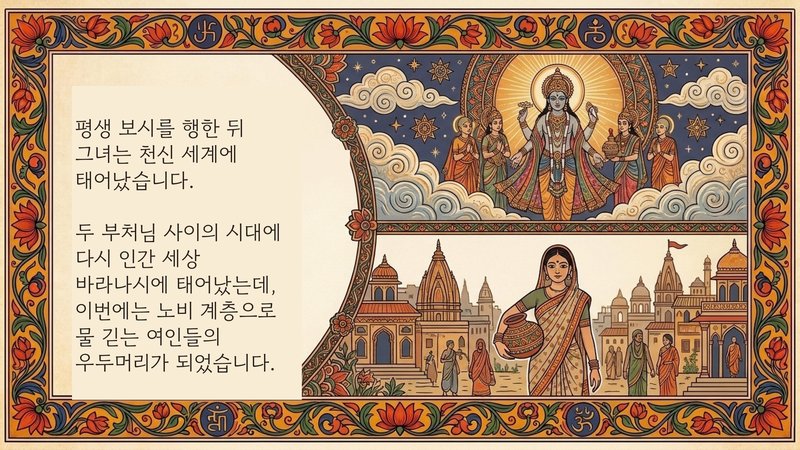 평생 보시를 행한 뒤
그녀는 천신 세계에
태어났습니다.
두 부처님 사이의 시대에
다시 인간 세상
바라나시에 태어났는데,
이번에는 노비 계층으로
물 긷는 여인들의
우두머리가 되었습니다.